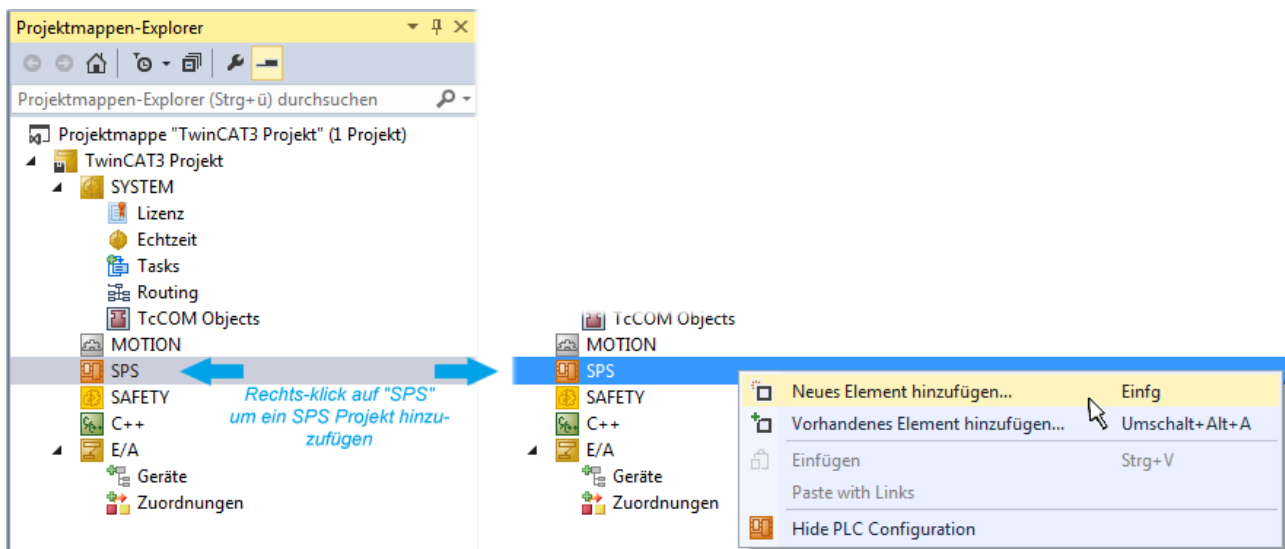 Projektmappen-Explorer
Projektmappen-Explorer (Strg+ü) durchsuchen
Projektmappe "TwinCAT3 Projekt" (1 Projekt)
TwinCAT3 Projekt
SYSTEM
Lizenz
Echtzeit
Tasks
Routing
TcCOM Objects
MOTION
SPS
SAFETY
C++
E/A
Geräte
Zuordnungen
Rechts-klick auf "SPS"
um ein SPS Projekt hinzu-
zufügen
TcCOM Objects
MOTION
SPS
SAFETY
C++
E/A
Geräte
Zuordnungen
Neues Element hinzufügen... Einfg
Vorhandenes Element hinzufügen... Umschalt+Alt+A
Einfügen Strg+V
Paste with Links
Hide PLC Configuration